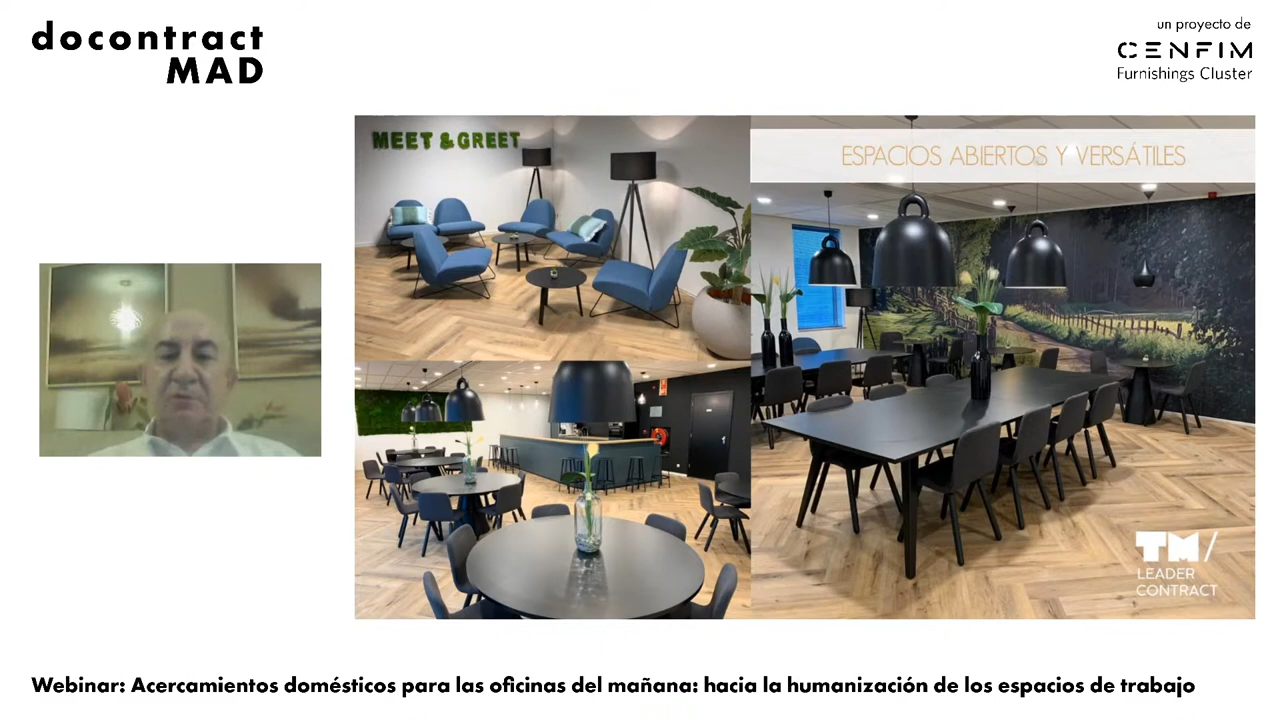 docontract
MAD
un proyecto de
CENFIM
Furnishings Cluster
MEET & GREET
ESPACIOS ABIERTOS Y VERSÁTILES
TM/
LEADER
CONTRACT
Webinar: Acercamientos domésticos para las oficinas del mañana: hacia la humanización de los espacios de trabajo